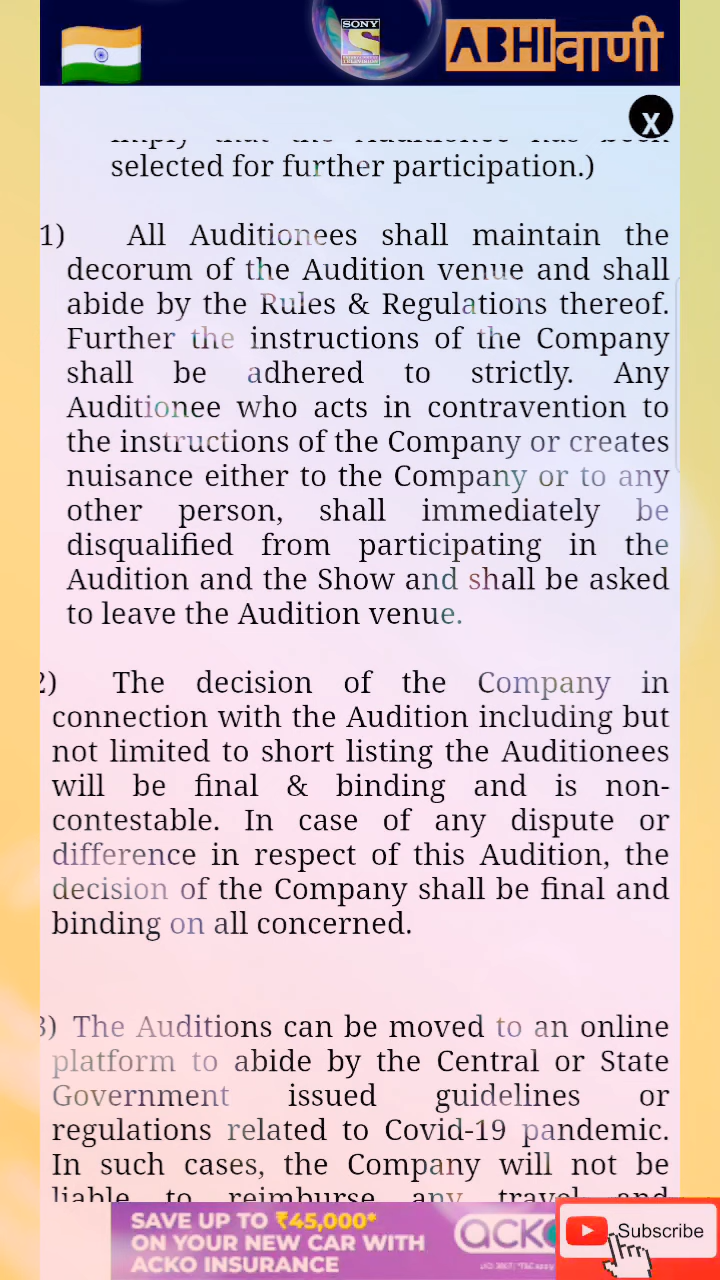 SONY
ABHIवाणी
X
selected for further participation.)
1) All Auditionees shall maintain the
decorum of the Audition venue and shall
abide by the Rules & Regulations thereof.
Further the instructions of the Company
shall be adhered to strictly. Any
Auditionee who acts in contravention to
the instructions of the Company or creates
nuisance either to the Company or to any
other person, shall immediately be
disqualified from participating in the
Audition and the Show and shall be asked
to leave the Audition venue.
2) The decision of the Company in
connection with the Audition including but
not limited to short listing the Auditionees
will be final & binding and is non-
contestable. In case of any dispute or
difference in respect of this Audition, the
decision of the Company shall be final and
binding on all concerned.
3) The Auditions can be moved to an online
platform to abide by the Central or State
Government issued guidelines or
regulations related to Covid-19 pandemic.
In such cases, the Company will not be
liable to reimburse any travel and
SAVE UP TO ₹45,000*
ON YOUR NEW CAR WITH
ACKO INSURANCE
acko
Subscribe